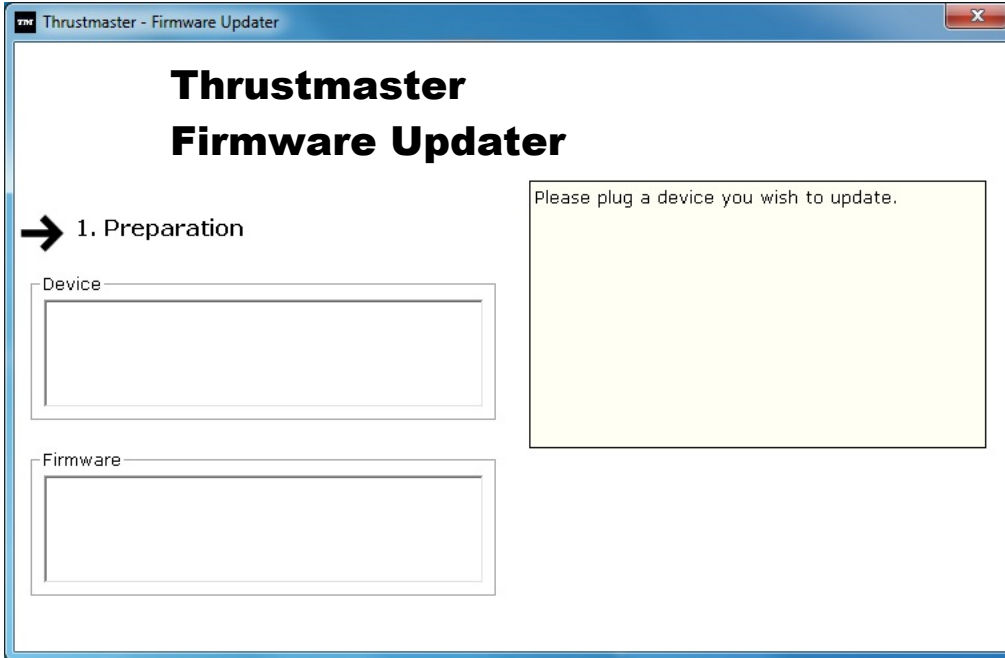 TM Thrustmaster - Firmware Updater
Thrustmaster
Firmware Updater
1. Preparation
Please plug a device you wish to update.
Device
Firmware